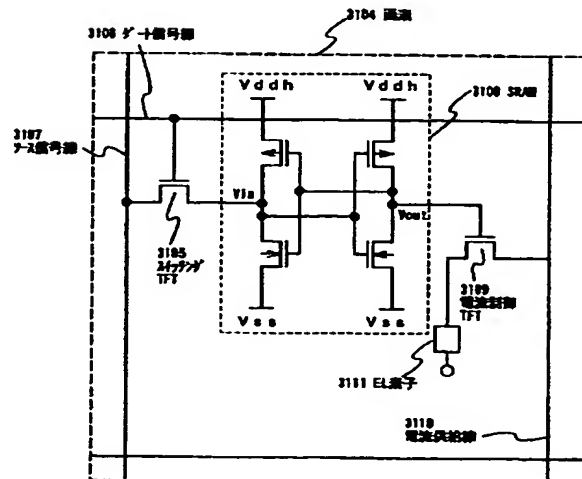 3104 画素
3106 ゲート信号線
Vddh
Vddh
3108 SRAM
3107
ソース信号線
Vin
Vout
3105
スイッチング
TFT
3109
電流制御
TFT
Vss
Vss
3111 EL素子
3110
電流供給線